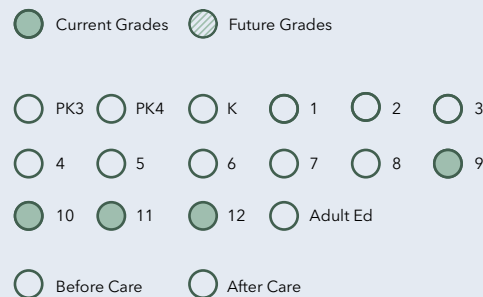 Current Grades Future Grades
PK3 PK4 K 1 2 3
4 5 6 7 8 9
10 11 12 Adult Ed
Before Care After Care